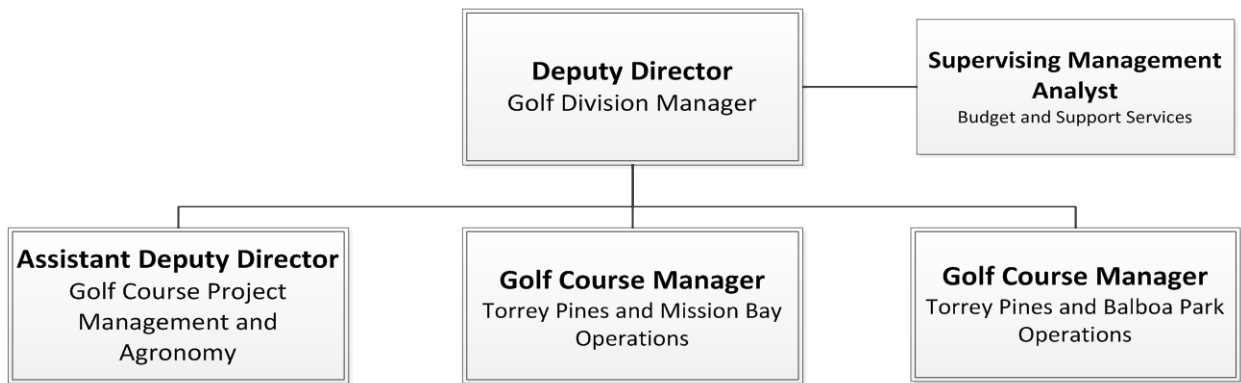 Deputy Director
Golf Division Manager
Supervising Management
Analyst
Budget and Support Services
Assistant Deputy Director
Golf Course Project
Management and
Agronomy
Golf Course Manager
Torrey Pines and Mission Bay
Operations
Golf Course Manager
Torrey Pines and Balboa Park
Operations